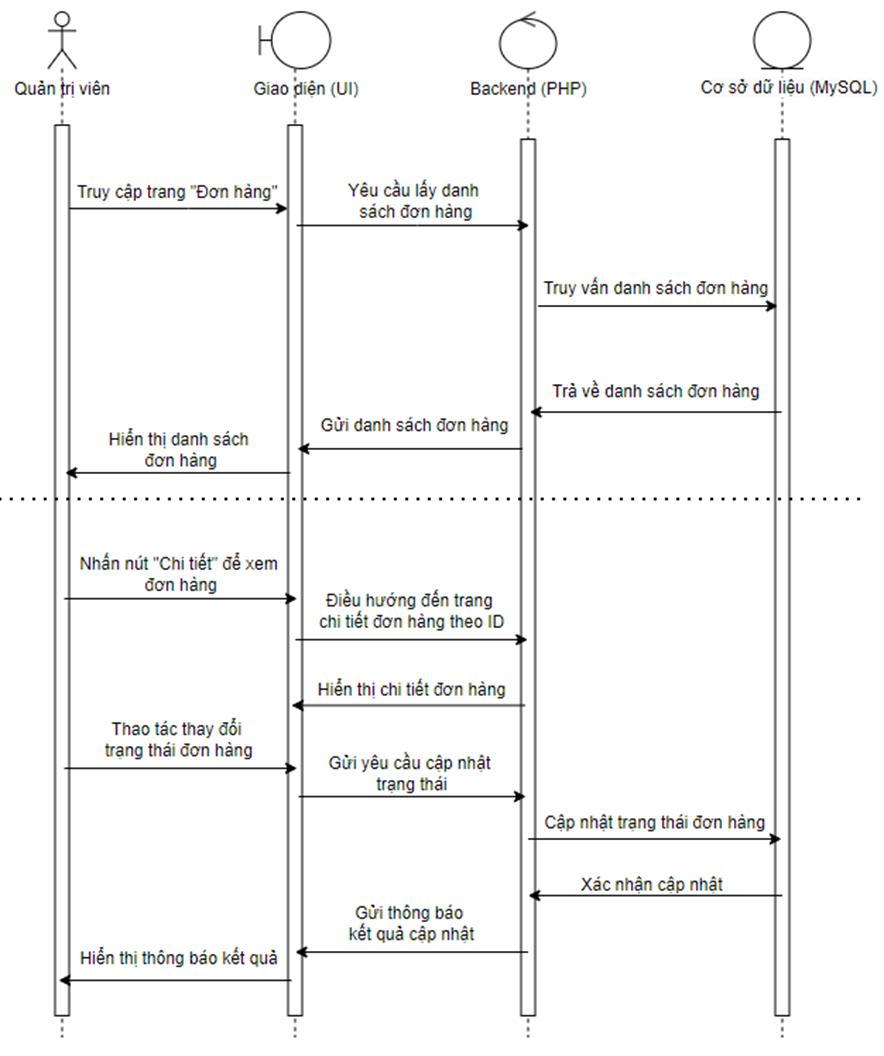 Quản trị viên
Giao diện (UI)
Backend (PHP)
Cơ sở dữ liệu (MySQL)
Truy cập trang "Đơn hàng"
Yêu cầu lấy danh
sách đơn hàng
Truy vấn danh sách đơn hàng
Trả về danh sách đơn hàng
Gửi danh sách đơn hàng
Hiển thị danh sách
đơn hàng
Nhấn nút "Chi tiết" để xem
đơn hàng
Điều hướng đến trang
chi tiết đơn hàng theo ID
Hiển thị chi tiết đơn hàng
Thao tác thay đổi
trạng thái đơn hàng
Gửi yêu cầu cập nhật
trạng thái
Cập nhật trạng thái đơn hàng
Xác nhận cập nhật
Gửi thông báo
kết quả cập nhật
Hiển thị thông báo kết quả